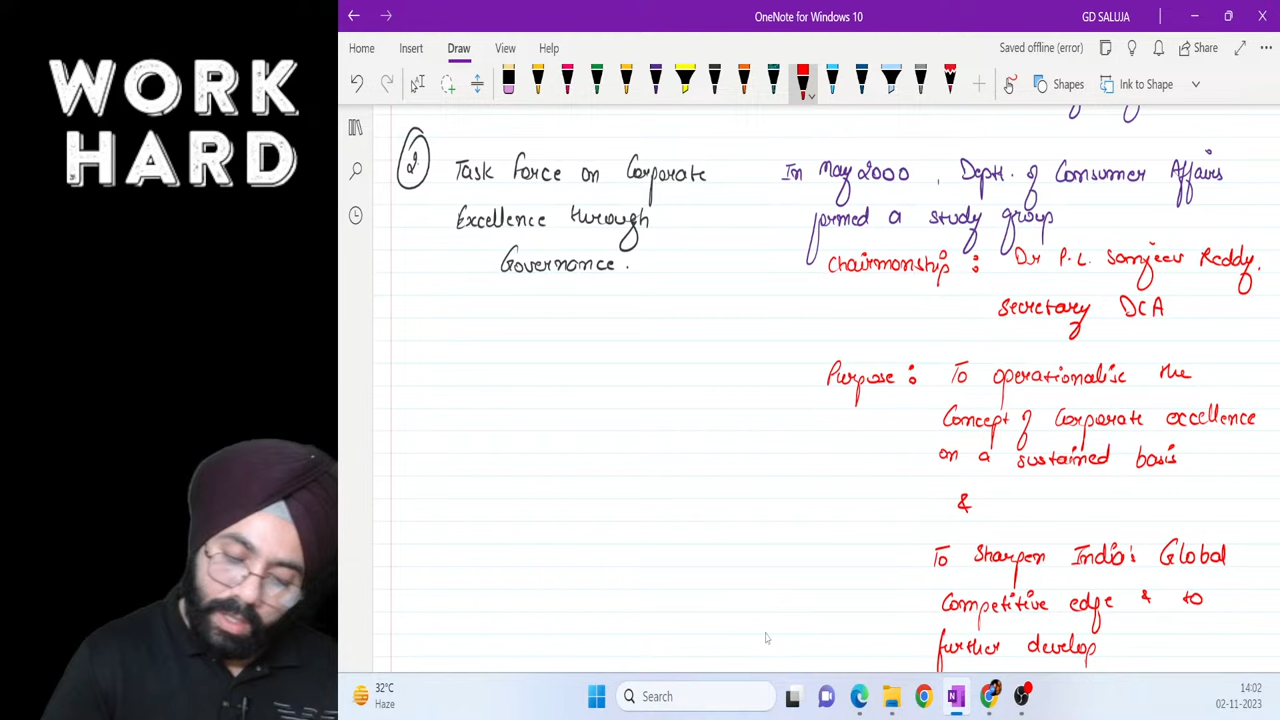 OneNote for Windows 10
GD SALUJA
Home
Insert
Draw
View
Help
Saved offline (error)
Share
Shapes
Ink to Shape
WORK
HARD
2.
Task Force on Corporate
Excellence through
Governance.
In May 2000, Deptt. of Consumer Affairs
formed a study group
Chairmonship : Dr P.L. Sanjeev Reddy,
Secretary DCA
Purpose : To operationalise the
Concept of Corporate excellence
on a sustained basis
&
To Sharpen India's Global
Competitive edge & to
further develop
32°C
Haze
Search
14:02
02-11-2023